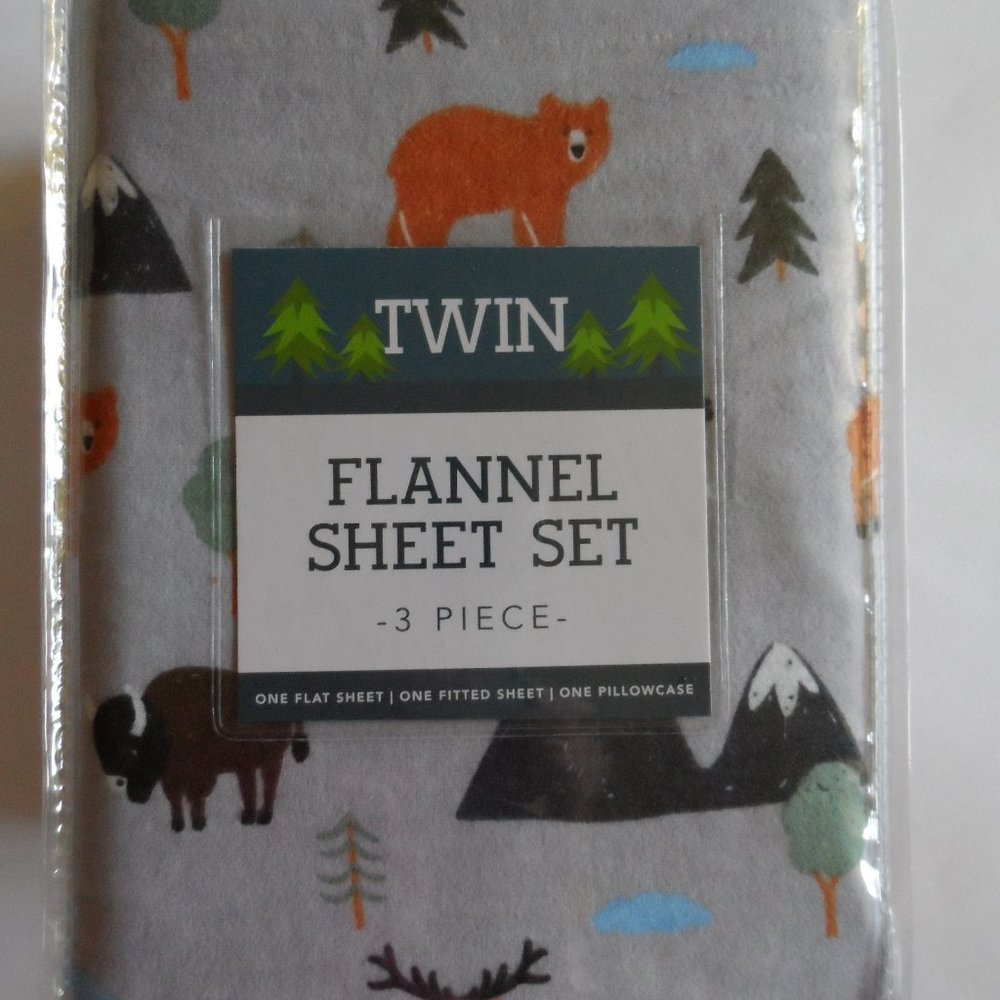 TWIN
FLANNEL
SHEET SET
-3 PIECE-
ONE FLAT SHEET | ONE FITTED SHEET | ONE PILLOWCASE